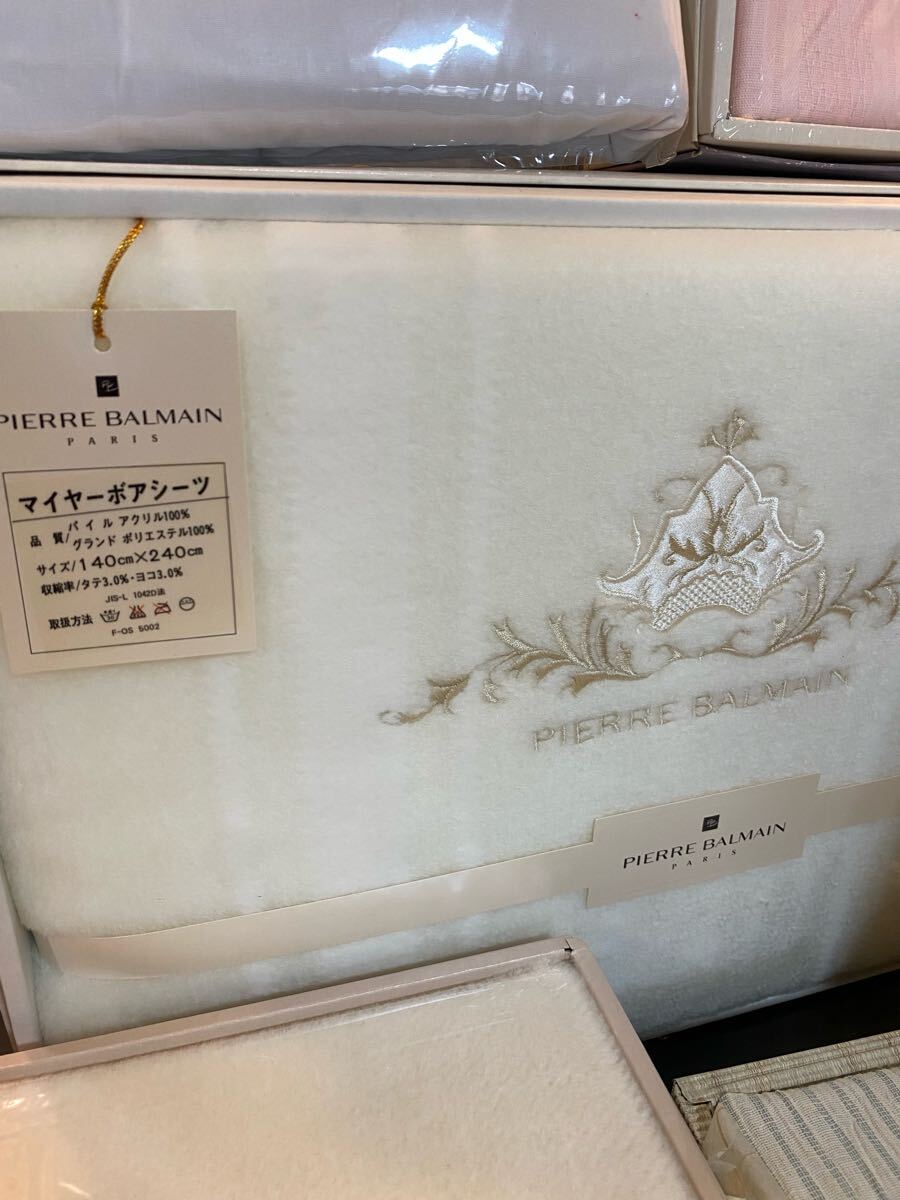 PIERRE BALMAIN
PARIS
マイヤーボアシーツ
品 質/パイル アクリル100%
グランド ポリエステル100%
サイズ/140cm×240cm
収縮率/タテ3.0%・ヨコ3.0%
JIS-L 1042D法
取扱方法
F-OS 5002
PIERRE BALMAIN
PIERRE BALMAIN
PARIS